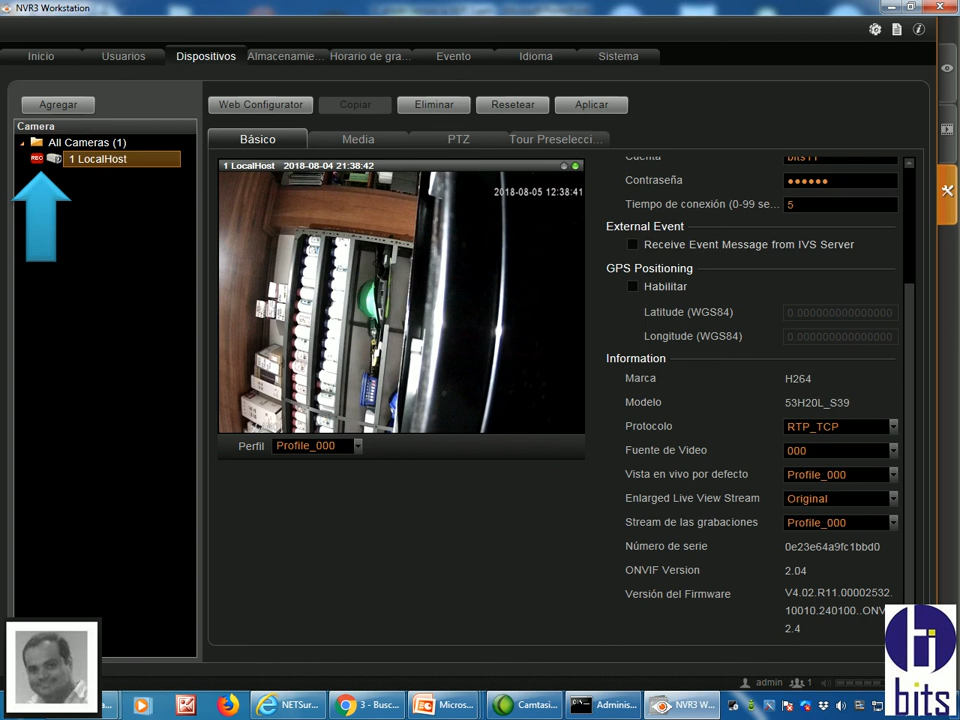 NVR3 Workstation
Inicio Usuarios Dispositivos Almacenamie... Horario de gra... Evento Idioma Sistema
Agregar Web Configurator Copiar Eliminar Resetear Aplicar
Camera
All Cameras (1)
REC 1 LocalHost
Básico Media PTZ Tour Preselecci...
1 LocalHost 2018-08-04 21:38:42
2018-08-05 12:38:41
Perfil Profile_000
Cuenta bits11
Contraseña ●●●●●●
Tiempo de conexión (0-99 se... 5
External Event
Receive Event Message from IVS Server
GPS Positioning
Habilitar
Latitude (WGS84) 0.000000000000000
Longitude (WGS84) 0.000000000000000
Information
Marca H264
Modelo 53H20L_S39
Protocolo RTP_TCP
Fuente de Video 000
Vista en vivo por defecto Profile_000
Enlarged Live View Stream Original
Stream de las grabaciones Profile_000
Número de serie 0e23e64a9fc1bbd0
ONVIF Version 2.04
Versión del Firmware V4.02.R11.00002532.
10010.240100..ONV
2.4
admin 1
bits
a... NETSur... 3 - Busc... Micros... Camtasi... Adminis... NVR3 W...